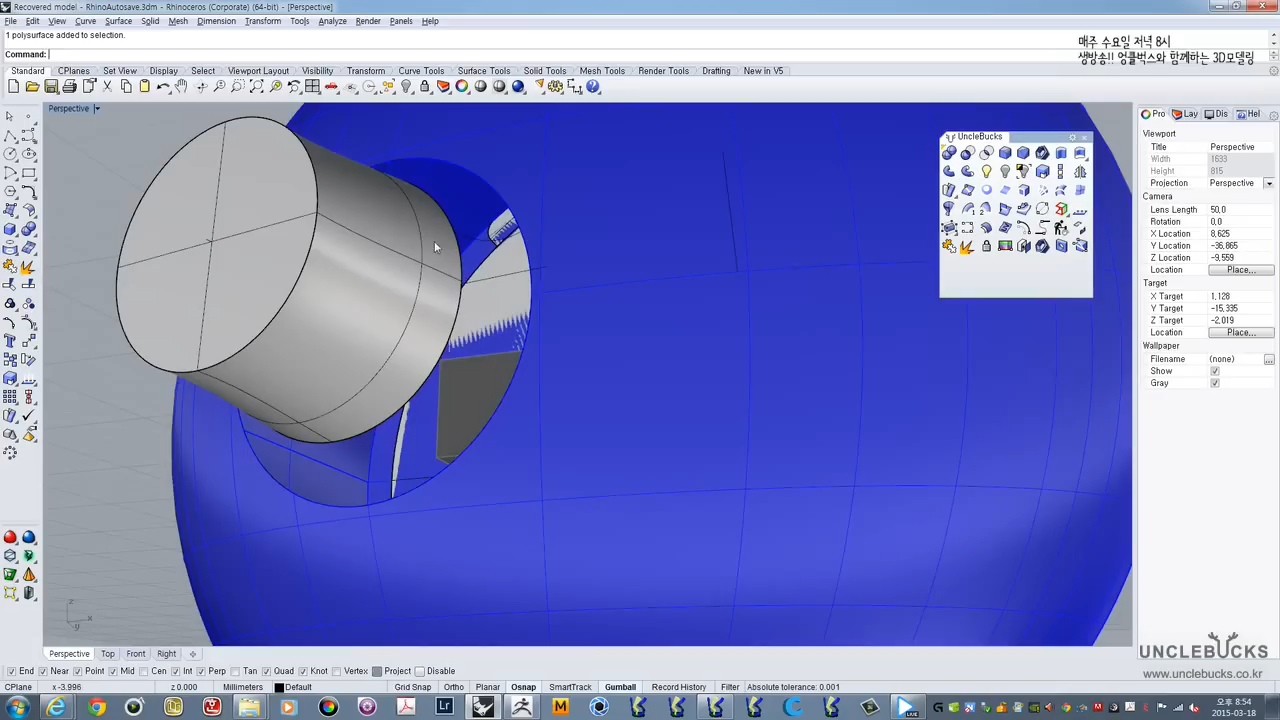 Recovered model - RhinoAutosave.3dm - Rhinoceros (Corporate) (64-bit) - [Perspective]
File Edit View Curve Surface Solid Mesh Dimension Transform Tools Analyze Render Panels Help
1 polysurface added to selection.
매주 수요일 저녁 8시
Command:
생방송!! 엉클벅스와 함께하는 3D모델링
Standard CPlanes Set View Display Select Viewport Layout Visibility Transform Curve Tools Surface Tools Solid Tools Mesh Tools Render Tools Drafting New in V5
Perspective
Pro Lay Dis Hel
UncleBucks
Viewport
Title Perspective
Width 1633
Height 815
Projection Perspective
Camera
Lens Length 50,0
Rotation 0,0
X Location 8,625
Y Location -36,865
Z Location -9,559
Location Place...
Target
X Target 1,128
Y Target -15,335
Z Target -2,019
Location Place...
Wallpaper
Filename (none) ...
Show
Gray
z
x
-y
UNCLEBUCKS
www.unclebucks.co.kr
Perspective Top Front Right
End Near Point Mid Cen Int Perp Tan Quad Knot Vertex Project Disable
CPlane x -3.996 z 0.000 Millimeters Default Grid Snap Ortho Planar Osnap SmartTrack Gumball Record History Filter Absolute tolerance: 0.001
Lr M LIVE G
오후 8:54
2015-03-18